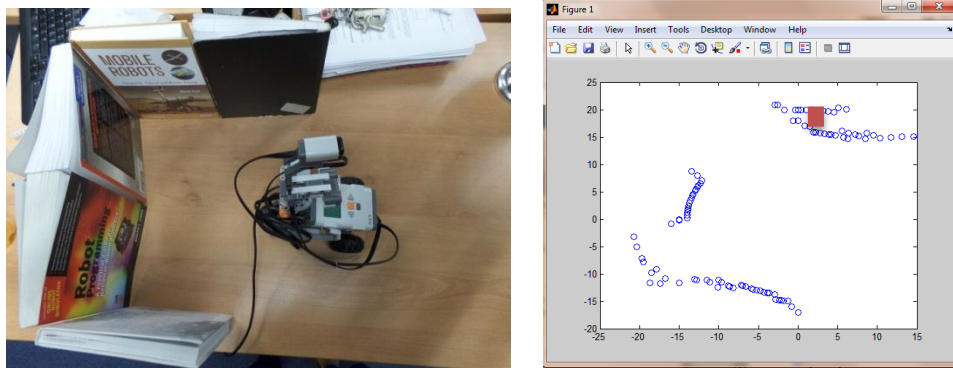 MOBILE
ROBOTS
Robot
Programming
Figure 1
File Edit View Insert Tools Desktop Window Help
25
20
15
10
5
0
-5
-10
-15
-20
-25 -20 -15 -10 -5 0 5 10 15